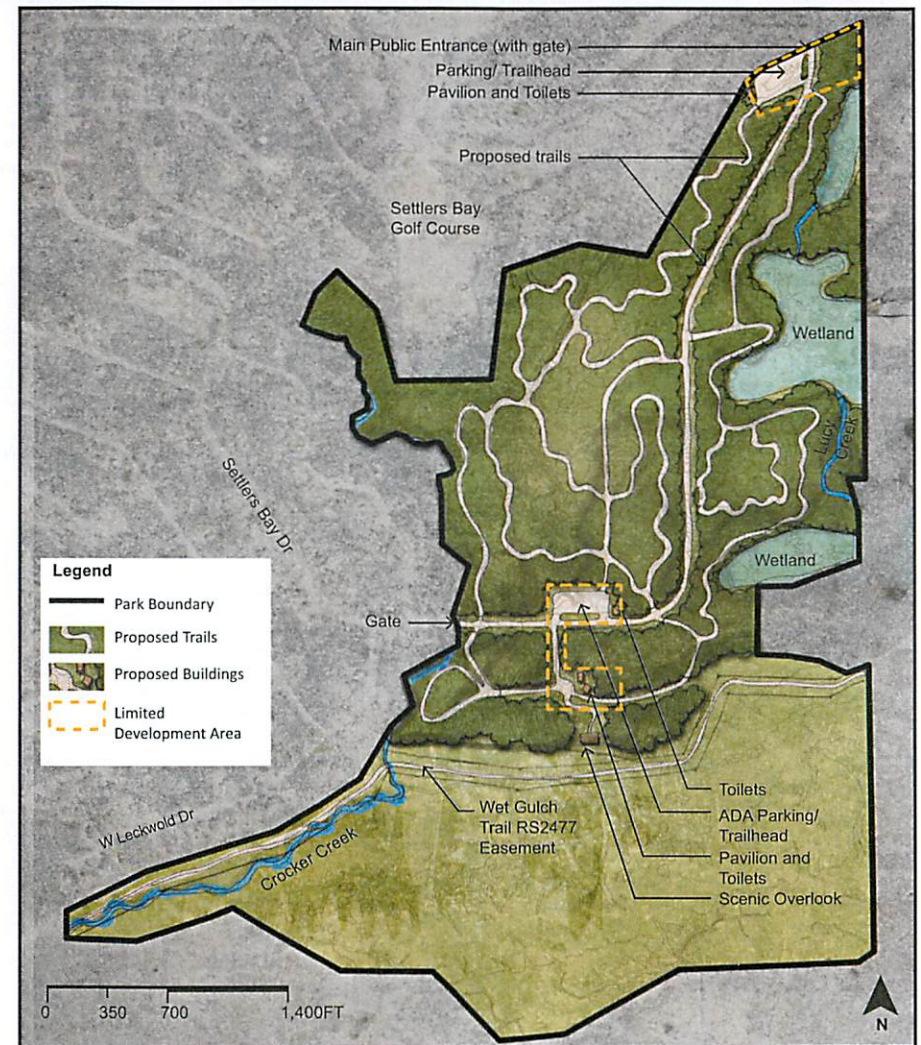 Main Public Entrance (with gate)
Parking/ Trailhead
Pavilion and Toilets
Proposed trails
Settlers Bay
Golf Course
Wetland
Lucy Creek
Settlers Bay Dr
Wetland
Legend
Park Boundary
Proposed Trails
Proposed Buildings
Limited
Development Area
Gate
Toilets
ADA Parking/
Trailhead
Pavilion and
Toilets
Scenic Overlook
Wet Gulch
Trail RS2477
Easement
W Leckwold Dr
Crocker Creek
0 350 700 1,400FT
N